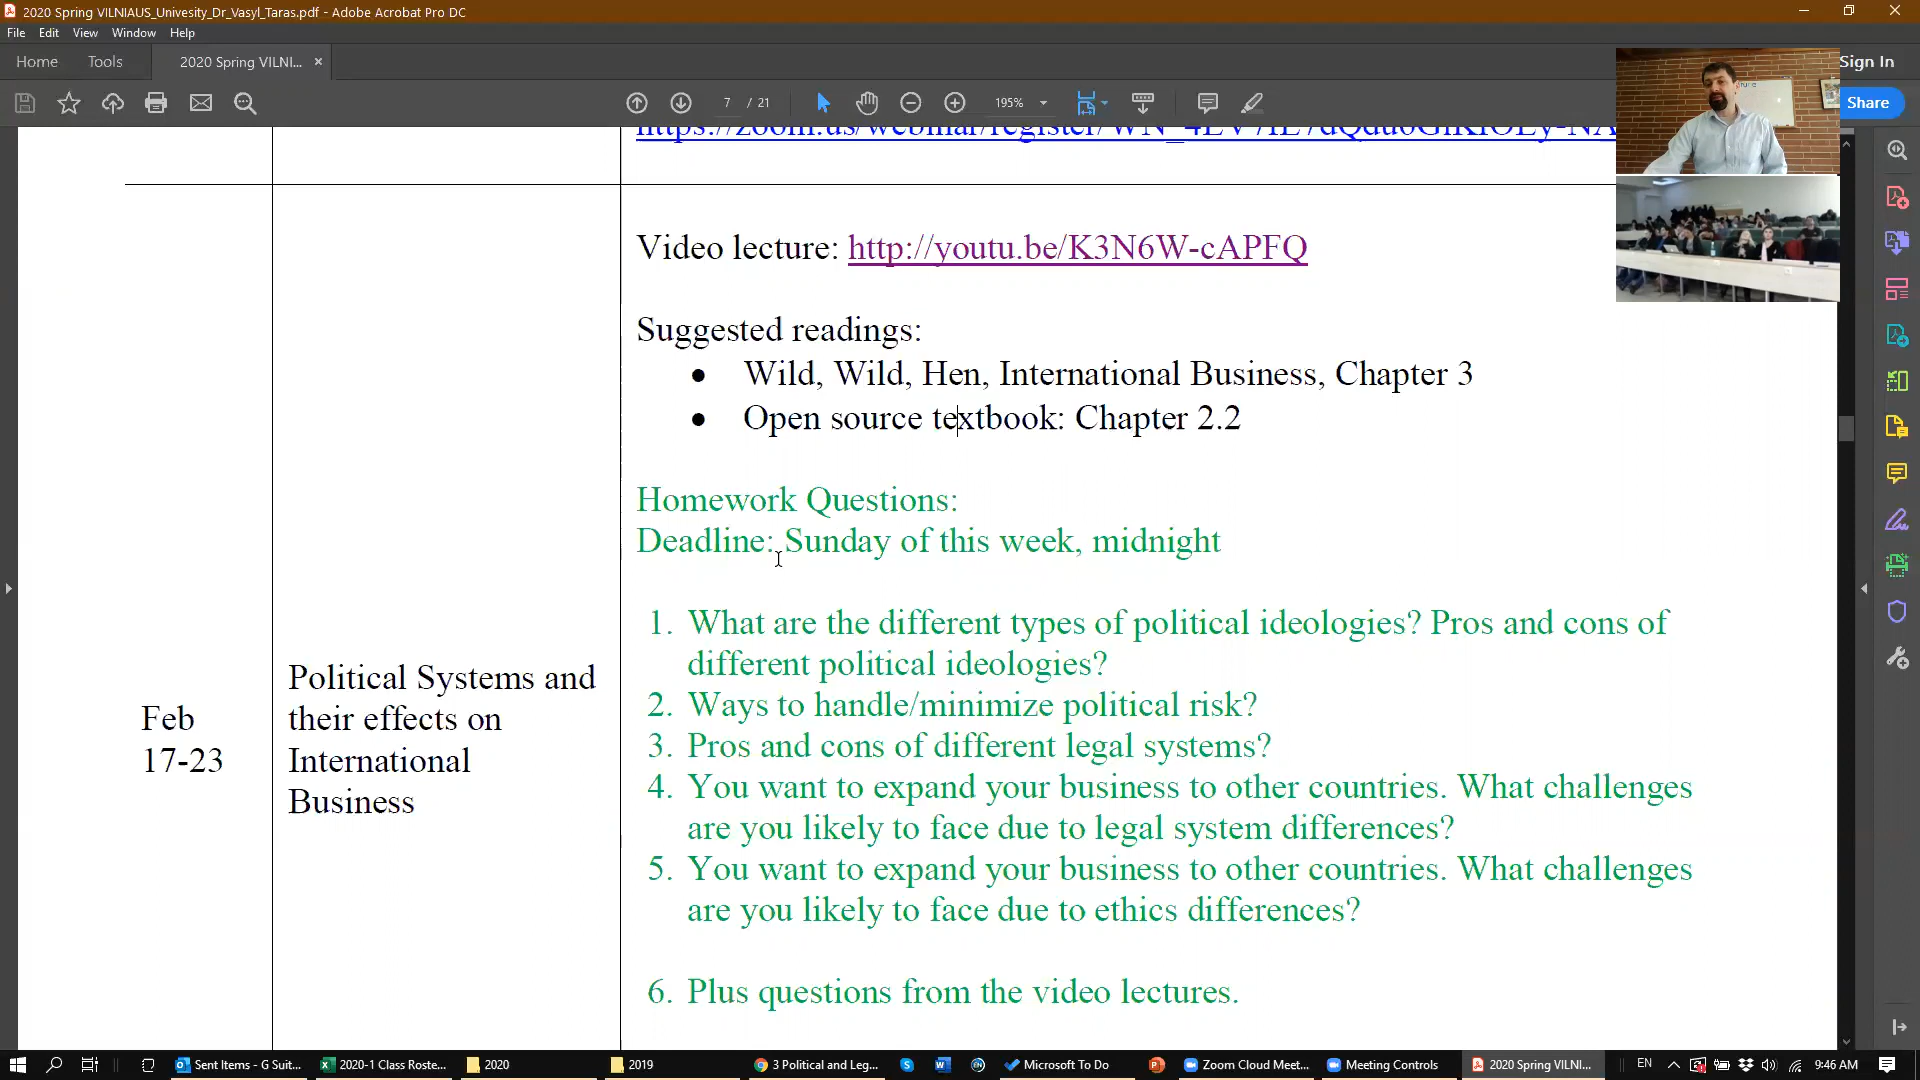 2020 Spring VILNIAUS_Univesity_Dr_Vasyl_Taras.pdf - Adobe Acrobat Pro DC
File Edit View Window Help
Home Tools 2020 Spring VILNI... × Sign In
7 / 21 195% Share
Video lecture: http://youtu.be/K3N6W-cAPFQ
Suggested readings:
● Wild, Wild, Hen, International Business, Chapter 3
● Open source textbook: Chapter 2.2
Homework Questions:
Deadline: Sunday of this week, midnight
Feb
17-23
Political Systems and
their effects on
International
Business
1. What are the different types of political ideologies? Pros and cons of
different political ideologies?
2. Ways to handle/minimize political risk?
3. Pros and cons of different legal systems?
4. You want to expand your business to other countries. What challenges
are you likely to face due to legal system differences?
5. You want to expand your business to other countries. What challenges
are you likely to face due to ethics differences?
6. Plus questions from the video lectures.
Sent Items - G Suit... 2020-1 Class Roste... 2020 2019 3 Political and Leg... Microsoft To Do Zoom Cloud Meet... Meeting Controls 2020 Spring VILNI... EN 9:46 AM